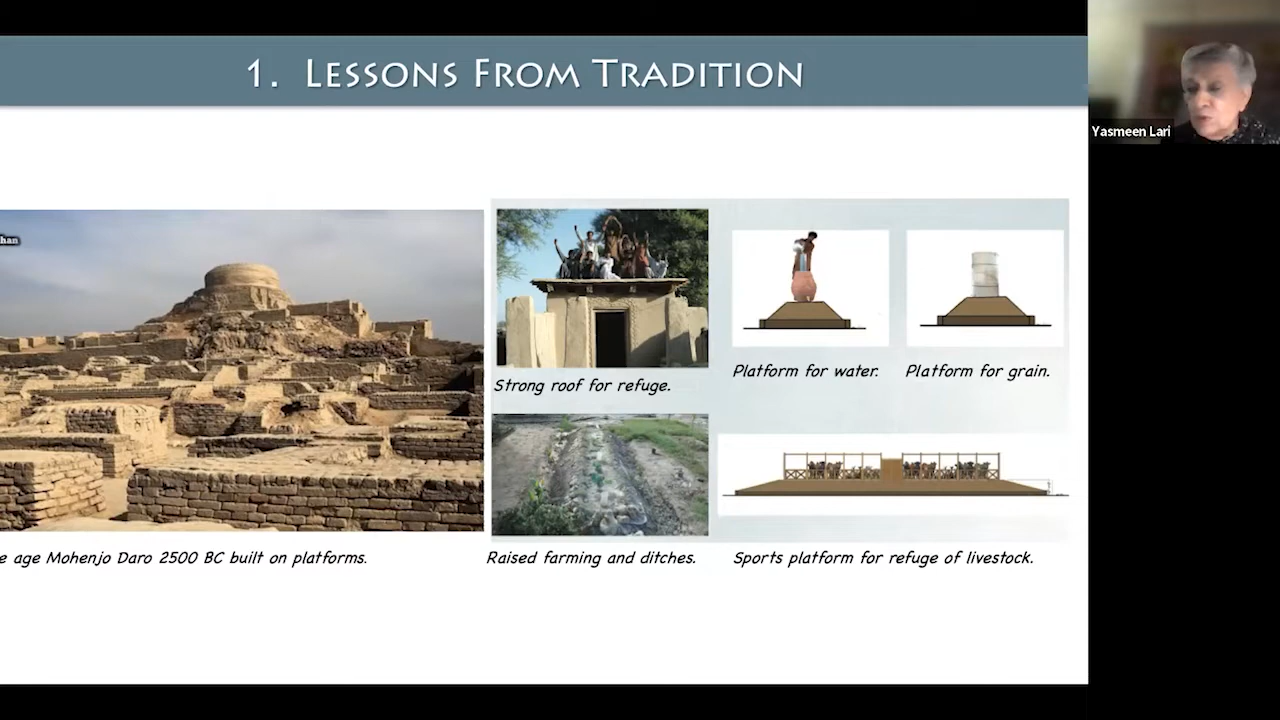 1. Lessons From Tradition
Yasmeen Lari
han
Strong roof for refuge.
Platform for water.
Platform for grain.
e age Mohenjo Daro 2500 BC built on platforms.
Raised farming and ditches.
Sports platform for refuge of livestock.